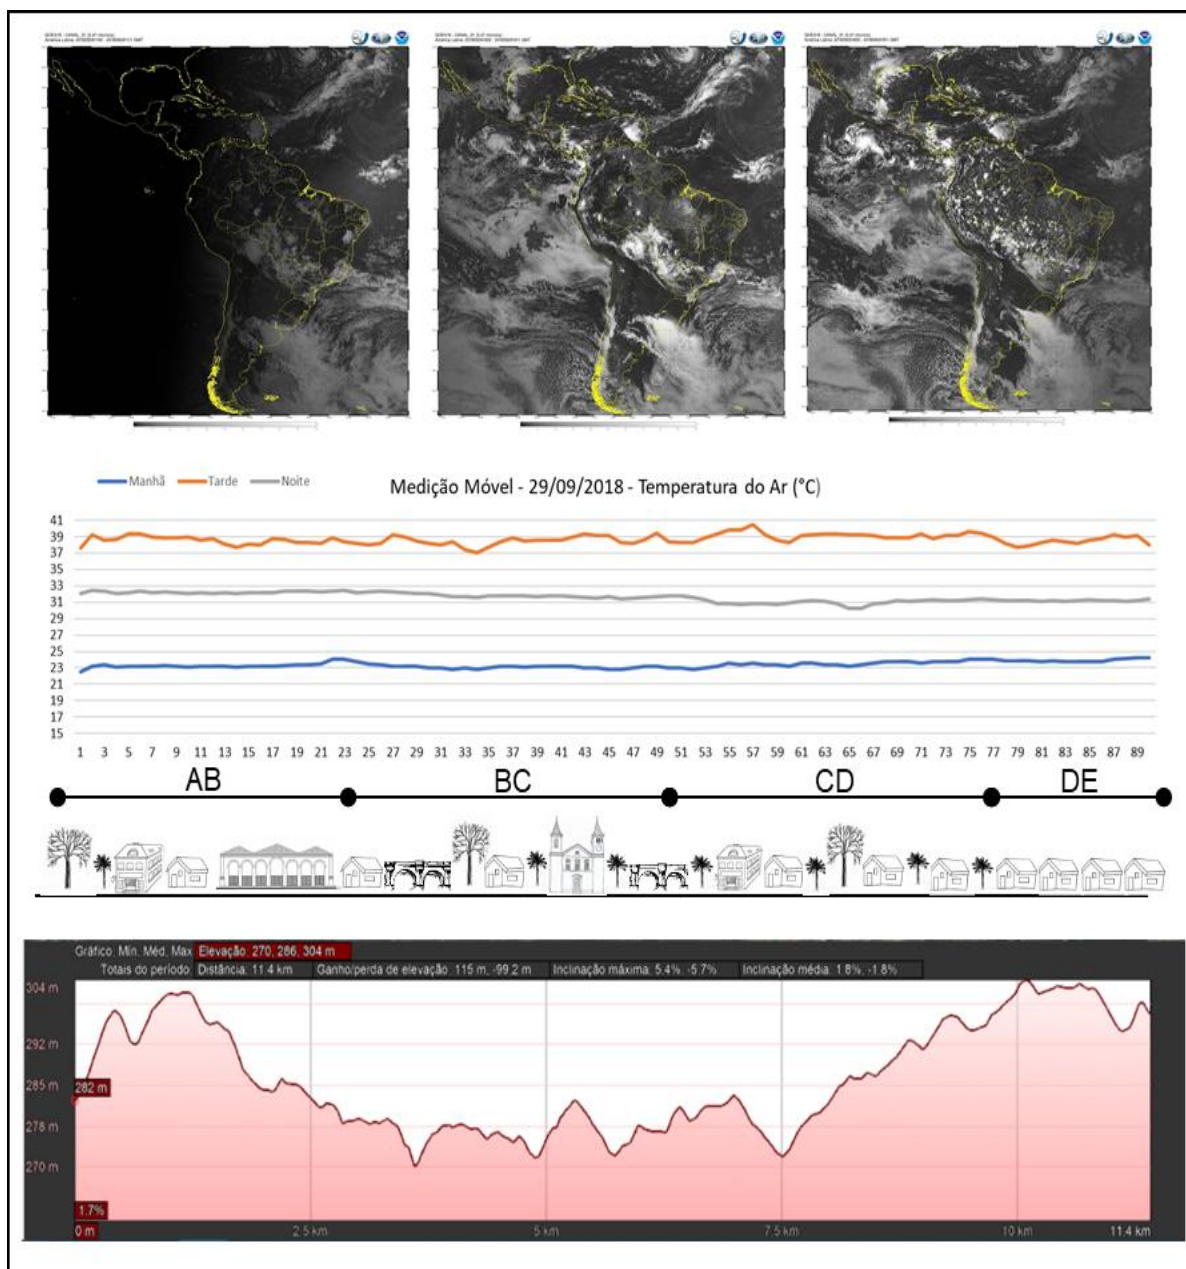 Manhã Tarde Noite
Medição Móvel - 29/09/2018 - Temperatura do Ar (°C)
41
39
37
35
33
31
29
27
25
23
21
19
17
15
1 3 5 7 9 11 13 15 17 19 21 23 25 27 29 31 33 35 37 39 41 43 45 47 49 51 53 55 57 59 61 63 65 67 69 71 73 75 77 79 81 83 85 87 89
AB BC CD DE
Gráfico: Mín, Méd, Max Elevação: 270, 286, 304 m
Totais do período: Distância: 11.4 km Ganho/perda de elevação: 115 m, -99.2 m Inclinação máxima: 5.4%, -5.7% Inclinação média: 1.8%, -1.8%
304 m
292 m
285 m
282 m
278 m
270 m
1.7%
0 m 2.5 km 5 km 7.5 km 10 km 11.4 km